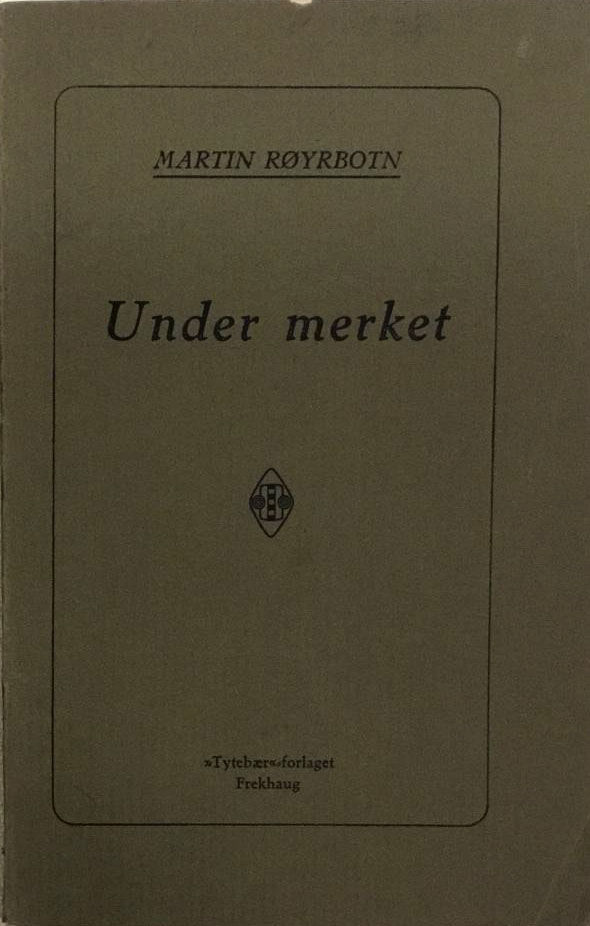 MARTIN RØYRBOTN
Under merket
»Tytebær«-forlaget
Frekhaug